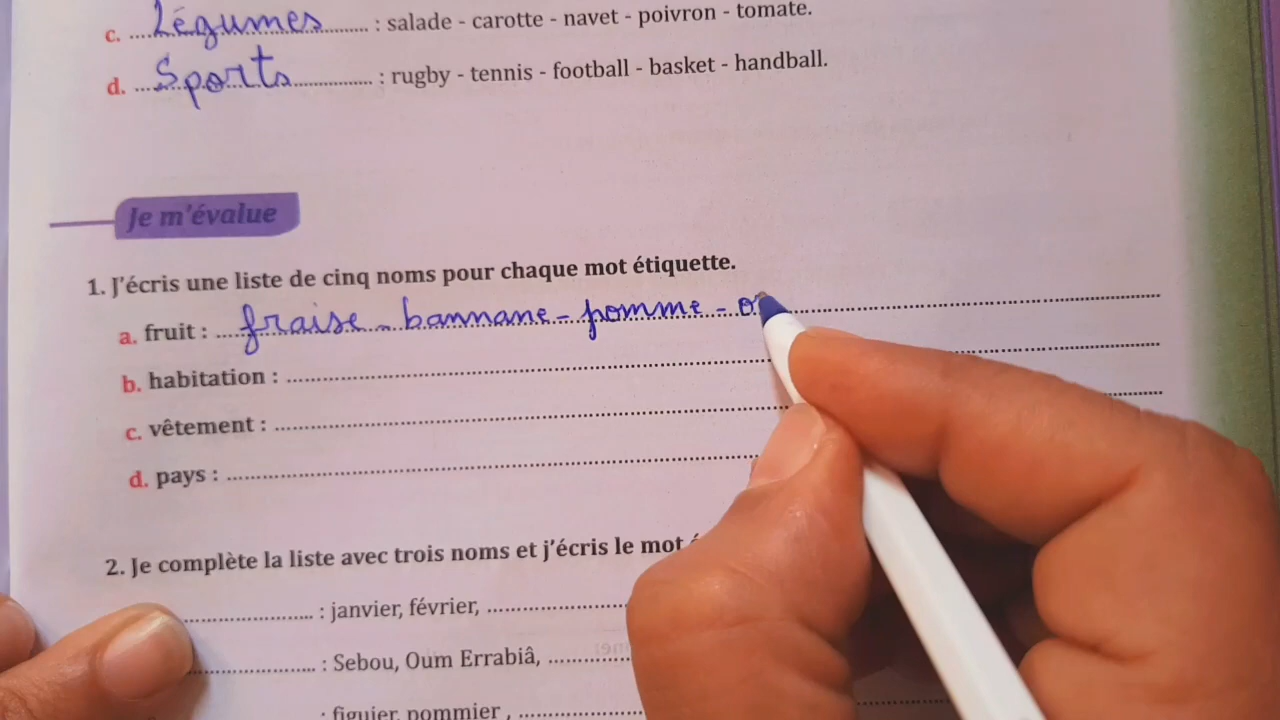 c. Légumes : salade - carotte - navet - poivron - tomate.
d. Sports : rugby - tennis - football - basket - handball.
Je m'évalue
1. J'écris une liste de cinq noms pour chaque mot étiquette.
a. fruit : fraise - bannane - pomme - o
b. habitation :
c. vêtement :
d. pays :
2. Je complète la liste avec trois noms et j'écris le mot
: janvier, février,
: Sebou, Oum Errabiâ,
: figuier, pommier ,